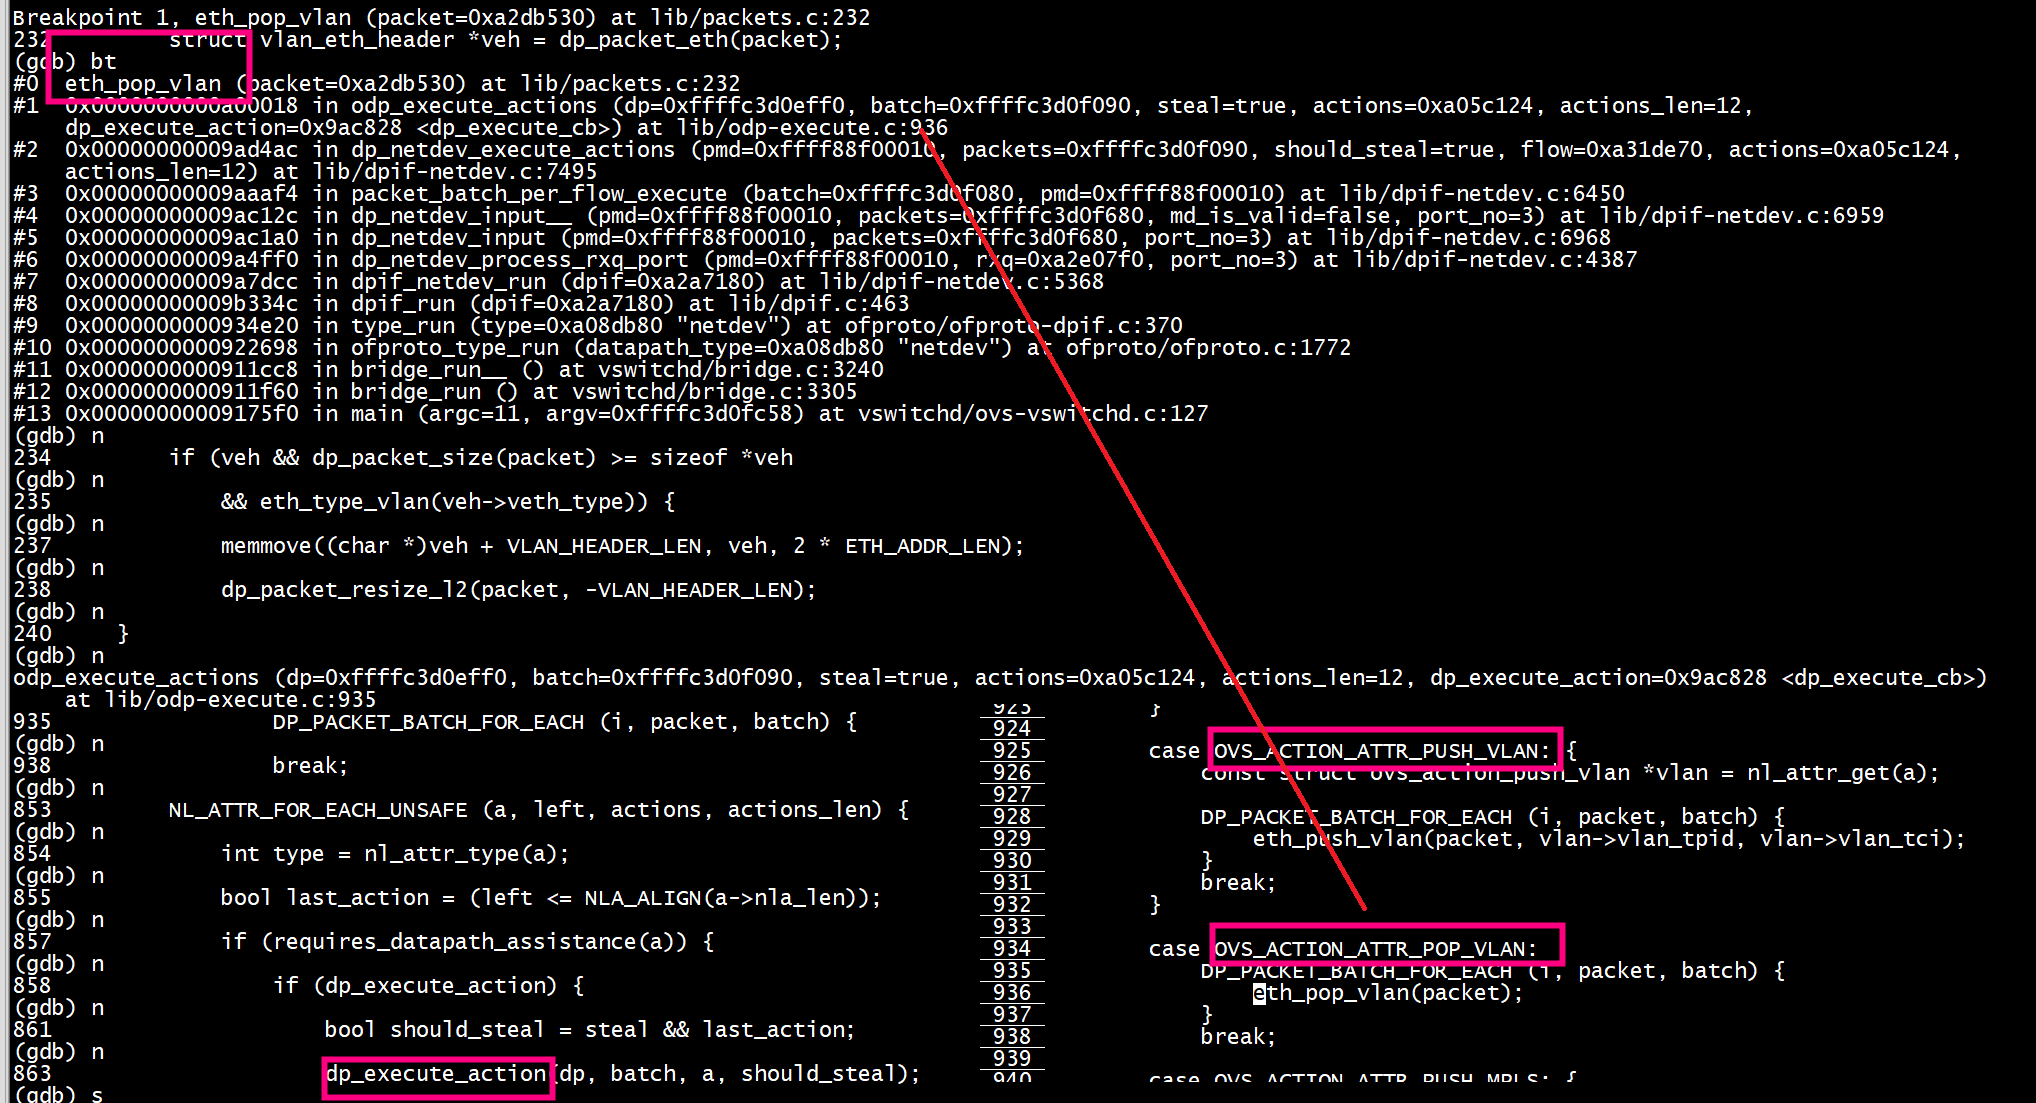 Breakpoint 1, eth_pop_vlan (packet=0xa2db530) at lib/packets.c:232
232         struct vlan_eth_header *veh = dp_packet_eth(packet);
(gdb) bt
#0  eth_pop_vlan (packet=0xa2db530) at lib/packets.c:232
#1  0x0000000000a00018 in odp_execute_actions (dp=0xffffc3d0eff0, batch=0xffffc3d0f090, steal=true, actions=0xa05c124, actions_len=12,
    dp_execute_action=0x9ac828 <dp_execute_cb>) at lib/odp-execute.c:936
#2  0x00000000009ad4ac in dp_netdev_execute_actions (pmd=0xffff88f00010, packets=0xffffc3d0f090, should_steal=true, flow=0xa31de70, actions=0xa05c124,
    actions_len=12) at lib/dpif-netdev.c:7495
#3  0x00000000009aaaf4 in packet_batch_per_flow_execute (batch=0xffffc3d0f080, pmd=0xffff88f00010) at lib/dpif-netdev.c:6450
#4  0x00000000009ac12c in dp_netdev_input__ (pmd=0xffff88f00010, packets=0xffffc3d0f680, md_is_valid=false, port_no=3) at lib/dpif-netdev.c:6959
#5  0x00000000009ac1a0 in dp_netdev_input (pmd=0xffff88f00010, packets=0xffffc3d0f680, port_no=3) at lib/dpif-netdev.c:6968
#6  0x00000000009a4ff0 in dp_netdev_process_rxq_port (pmd=0xffff88f00010, rxq=0xa2e07f0, port_no=3) at lib/dpif-netdev.c:4387
#7  0x00000000009a7dcc in dpif_netdev_run (dpif=0xa2a7180) at lib/dpif-netdev.c:5368
#8  0x00000000009b334c in dpif_run (dpif=0xa2a7180) at lib/dpif.c:463
#9  0x0000000000934e20 in type_run (type=0xa08db80 "netdev") at ofproto/ofproto-dpif.c:370
#10 0x0000000000922698 in ofproto_type_run (datapath_type=0xa08db80 "netdev") at ofproto/ofproto.c:1772
#11 0x0000000000911cc8 in bridge_run__ () at vswitchd/bridge.c:3240
#12 0x0000000000911f60 in bridge_run () at vswitchd/bridge.c:3305
#13 0x00000000009175f0 in main (argc=11, argv=0xffffc3d0fc58) at vswitchd/ovs-vswitchd.c:127
(gdb) n
234         if (veh && dp_packet_size(packet) >= sizeof *veh
(gdb) n
235             && eth_type_vlan(veh->veth_type)) {
(gdb) n
237             memmove((char *)veh + VLAN_HEADER_LEN, veh, 2 * ETH_ADDR_LEN);
(gdb) n
238             dp_packet_resize_l2(packet, -VLAN_HEADER_LEN);
(gdb) n
240     }
(gdb) n
odp_execute_actions (dp=0xffffc3d0eff0, batch=0xffffc3d0f090, steal=true, actions=0xa05c124, actions_len=12, dp_execute_action=0x9ac828 <dp_execute_cb>)
    at lib/odp-execute.c:935
935                 DP_PACKET_BATCH_FOR_EACH (i, packet, batch) {
(gdb) n
938                 break;
(gdb) n
853         NL_ATTR_FOR_EACH_UNSAFE (a, left, actions, actions_len) {
(gdb) n
854             int type = nl_attr_type(a);
(gdb) n
855             bool last_action = (left <= NLA_ALIGN(a->nla_len));
(gdb) n
857             if (requires_datapath_assistance(a)) {
(gdb) n
858                 if (dp_execute_action) {
(gdb) n
861                     bool should_steal = steal && last_action;
(gdb) n
863                     dp_execute_action(dp, batch, a, should_steal);
(gdb) s
923         }
924
925         case OVS_ACTION_ATTR_PUSH_VLAN: {
926             const struct ovs_action_push_vlan *vlan = nl_attr_get(a);
927
928             DP_PACKET_BATCH_FOR_EACH (i, packet, batch) {
929                 eth_push_vlan(packet, vlan->vlan_tpid, vlan->vlan_tci);
930             }
931             break;
932         }
933
934         case OVS_ACTION_ATTR_POP_VLAN:
935             DP_PACKET_BATCH_FOR_EACH (i, packet, batch) {
936                 eth_pop_vlan(packet);
937             }
938             break;
939
940         case OVS_ACTION_ATTR_PUSH_MPLS: {